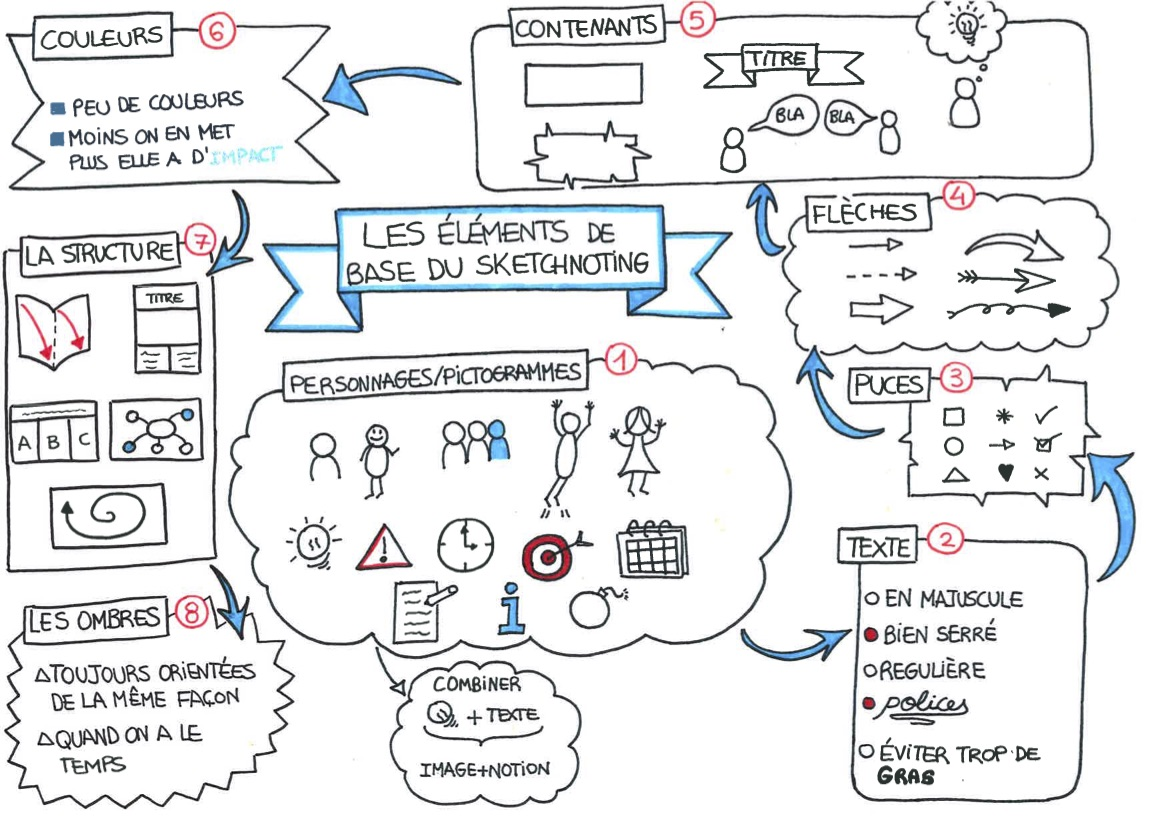 LES ÉLÉMENTS DE
BASE DU SKETCHNOTING
PERSONNAGES/PICTOGRAMMES
1
!
i
COMBINER
+ TEXTE
IMAGE+NOTION
TEXTE
2
EN MAJUSCULE
BIEN SERRÉ
REGULIÈRE
polices
ÉVITER TROP DE
GRAS
PUCES
3
FLÈCHES
4
CONTENANTS
5
TITRE
BLA
BLA
COULEURS
6
PEU DE COULEURS
MOINS ON EN MET
PLUS ELLE A D'IMPACT
LA STRUCTURE
7
TITRE
A B C
LES OMBRES
8
TOUJOURS ORIENTÉES
DE LA MÊME FAÇON
QUAND ON A LE
TEMPS